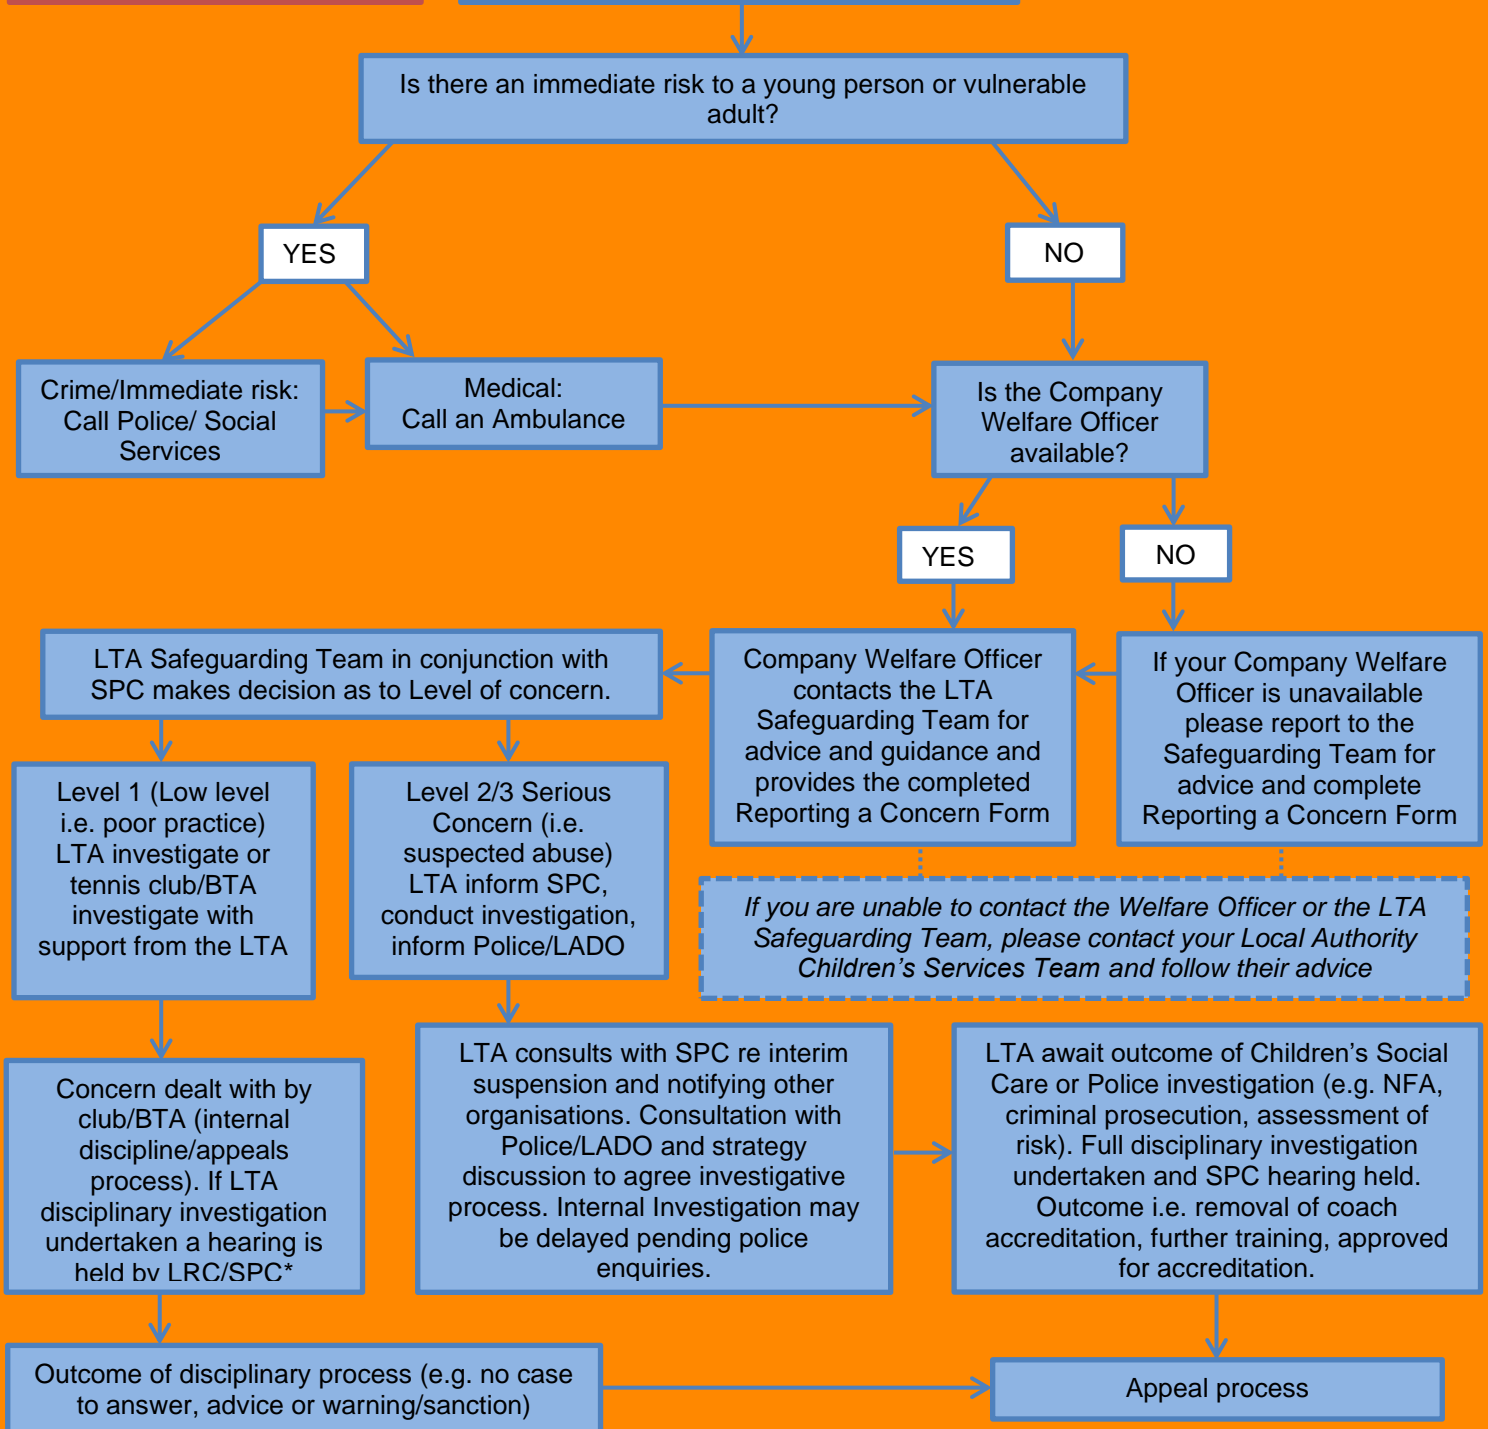 Is there an immediate risk to a young person or vulnerable
adult?
YES
NO
Crime/Immediate risk:
Call Police/ Social
Services
Medical:
Call an Ambulance
Is the Company
Welfare Officer
available?
YES
NO
LTA Safeguarding Team in conjunction with
SPC makes decision as to Level of concern.
Company Welfare Officer
contacts the LTA
Safeguarding Team for
advice and guidance and
provides the completed
Reporting a Concern Form
If your Company Welfare
Officer is unavailable
please report to the
Safeguarding Team for
advice and complete
Reporting a Concern Form
Level 1 (Low level
i.e. poor practice)
LTA investigate or
tennis club/BTA
investigate with
support from the LTA
Level 2/3 Serious
Concern (i.e.
suspected abuse)
LTA inform SPC,
conduct investigation,
inform Police/LADO
If you are unable to contact the Welfare Officer or the LTA
Safeguarding Team, please contact your Local Authority
Children’s Services Team and follow their advice
Concern dealt with by
club/BTA (internal
discipline/appeals
process). If LTA
disciplinary investigation
undertaken a hearing is
held by LRC/SPC*
LTA consults with SPC re interim
suspension and notifying other
organisations. Consultation with
Police/LADO and strategy
discussion to agree investigative
process. Internal Investigation may
be delayed pending police
enquiries.
LTA await outcome of Children’s Social
Care or Police investigation (e.g. NFA,
criminal prosecution, assessment of
risk). Full disciplinary investigation
undertaken and SPC hearing held.
Outcome i.e. removal of coach
accreditation, further training, approved
for accreditation.
Outcome of disciplinary process (e.g. no case
to answer, advice or warning/sanction)
Appeal process